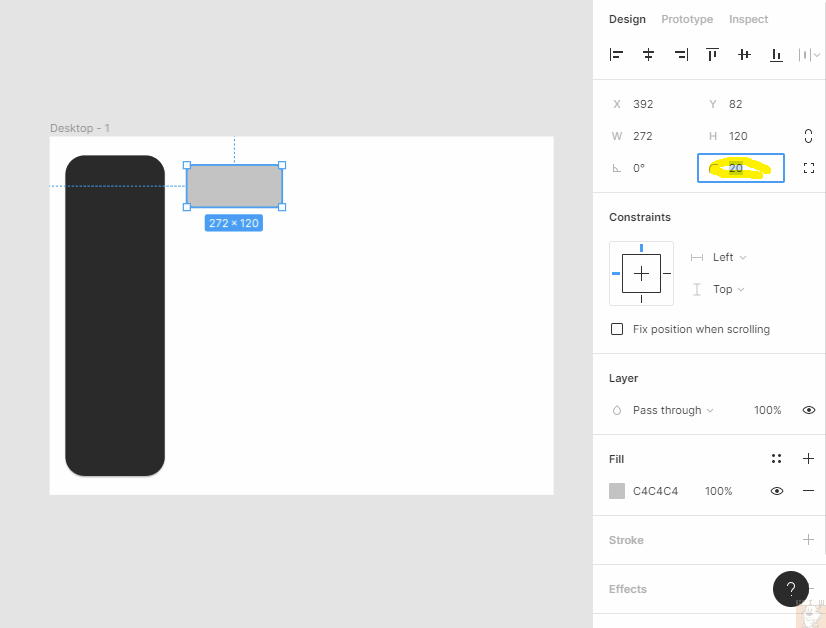 Design Prototype Inspect
X 392 Y 82
W 272 H 120
0° 20
Constraints
Left
Top
Fix position when scrolling
Layer
Pass through 100%
Fill
C4C4C4 100%
Stroke
Effects
?
Desktop - 1
272 × 120